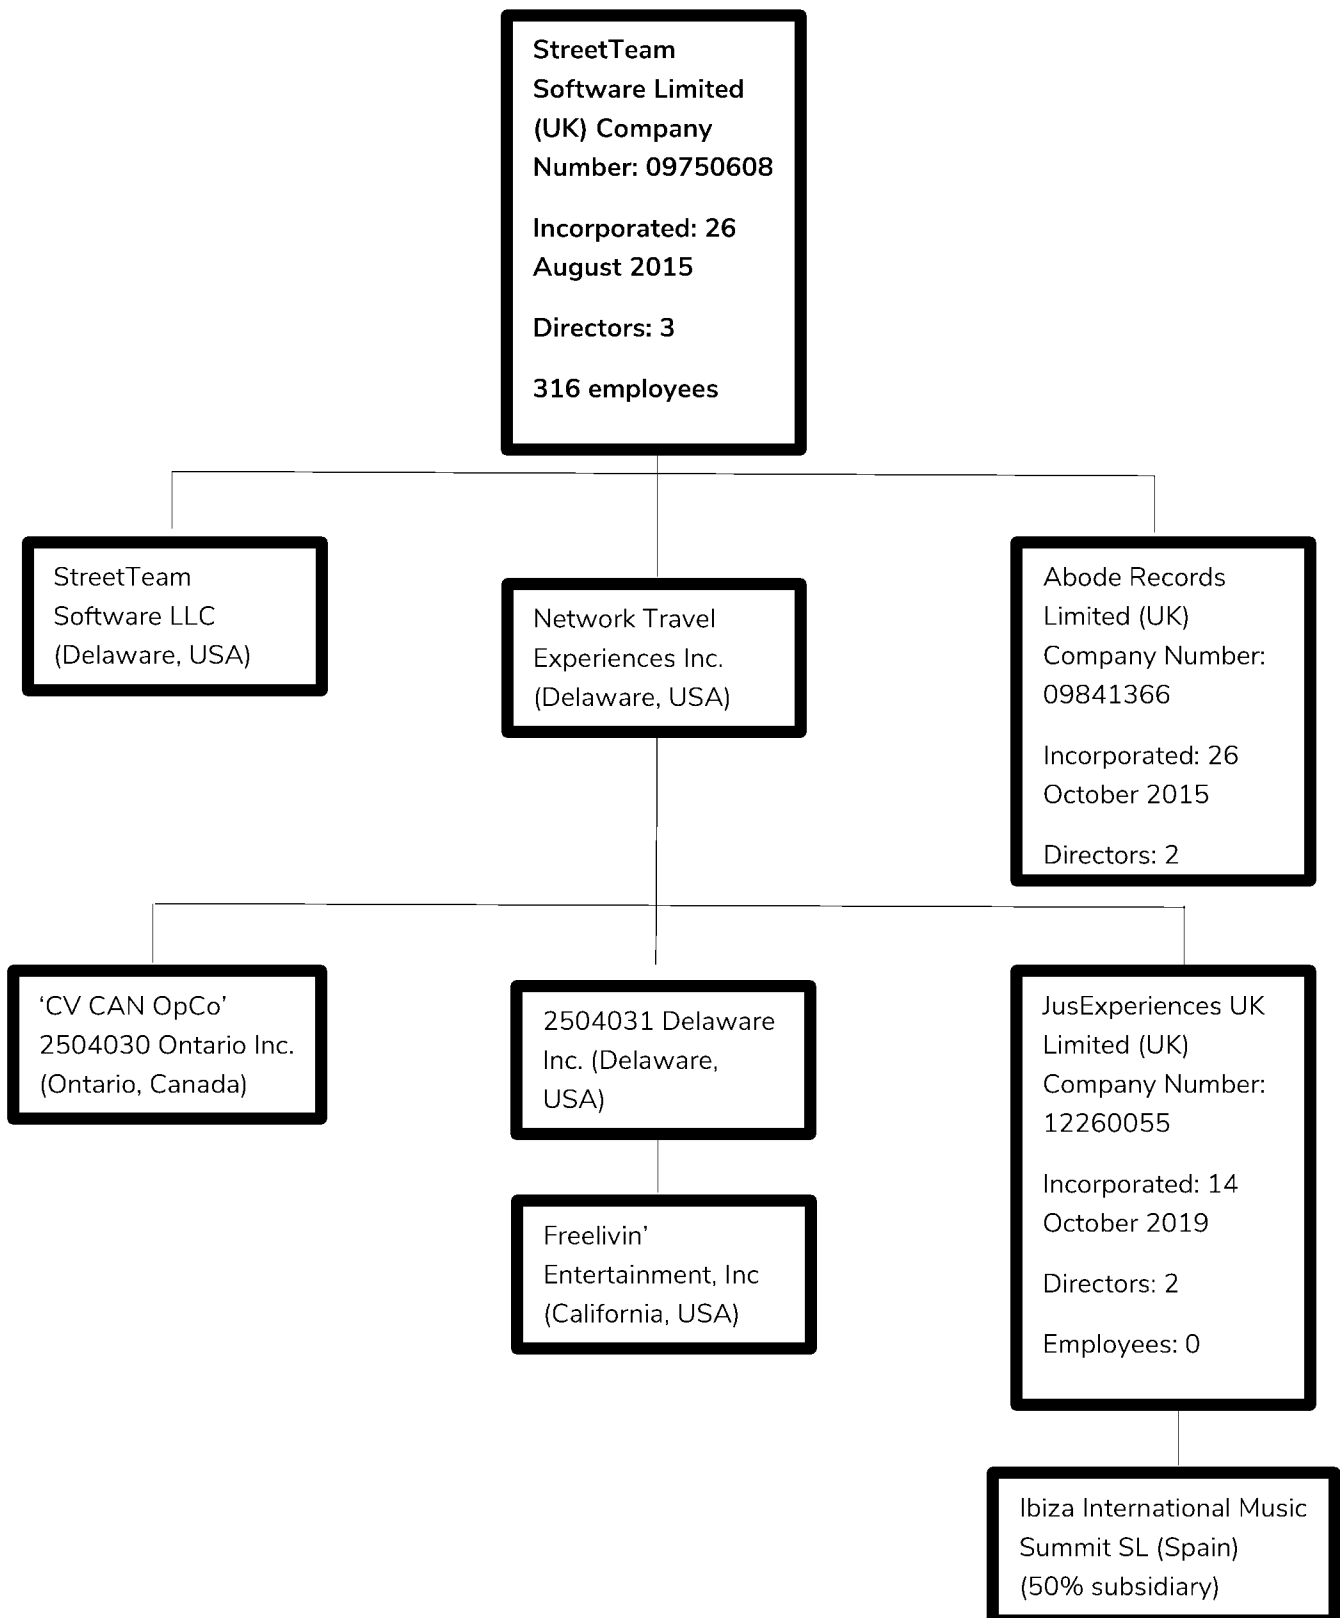 StreetTeam
Software Limited
(UK) Company
Number: 09750608
Incorporated: 26
August 2015
Directors: 3
316 employees
StreetTeam
Software LLC
(Delaware, USA)
Network Travel
Experiences Inc.
(Delaware, USA)
Abode Records
Limited (UK)
Company Number:
09841366
Incorporated: 26
October 2015
Directors: 2
‘CV CAN OpCo’
2504030 Ontario Inc.
(Ontario, Canada)
2504031 Delaware
Inc. (Delaware,
USA)
Freelivin’
Entertainment, Inc
(California, USA)
JusExperiences UK
Limited (UK)
Company Number:
12260055
Incorporated: 14
October 2019
Directors: 2
Employees: 0
Ibiza International Music
Summit SL (Spain)
(50% subsidiary)